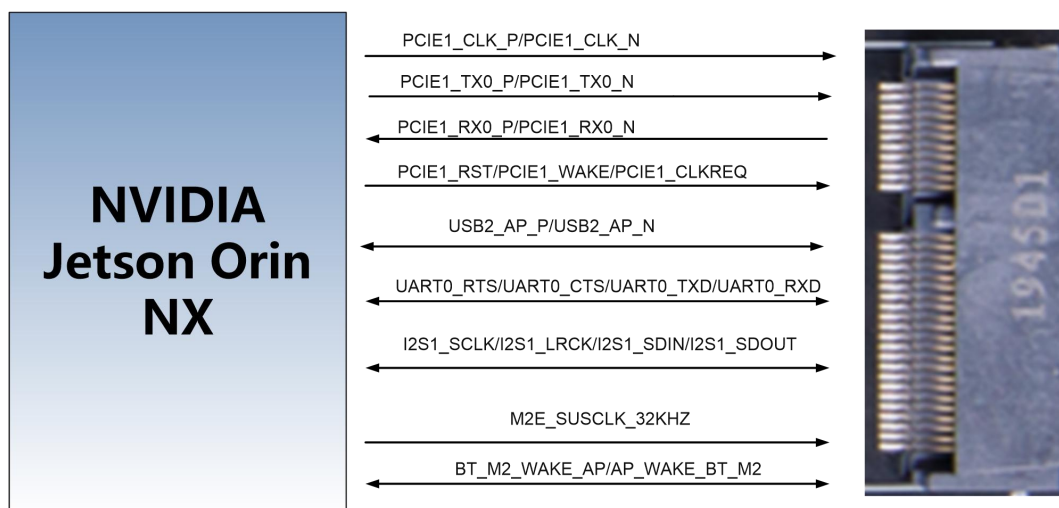 NVIDIA
Jetson Orin
NX
PCIE1_CLK_P/PCIE1_CLK_N
PCIE1_TX0_P/PCIE1_TX0_N
PCIE1_RX0_P/PCIE1_RX0_N
PCIE1_RST/PCIE1_WAKE/PCIE1_CLKREQ
USB2_AP_P/USB2_AP_N
UART0_RTS/UART0_CTS/UART0_TXD/UART0_RXD
I2S1_SCLK/I2S1_LRCK/I2S1_SDIN/I2S1_SDOUT
M2E_SUSCLK_32KHZ
BT_M2_WAKE_AP/AP_WAKE_BT_M2
1945D1